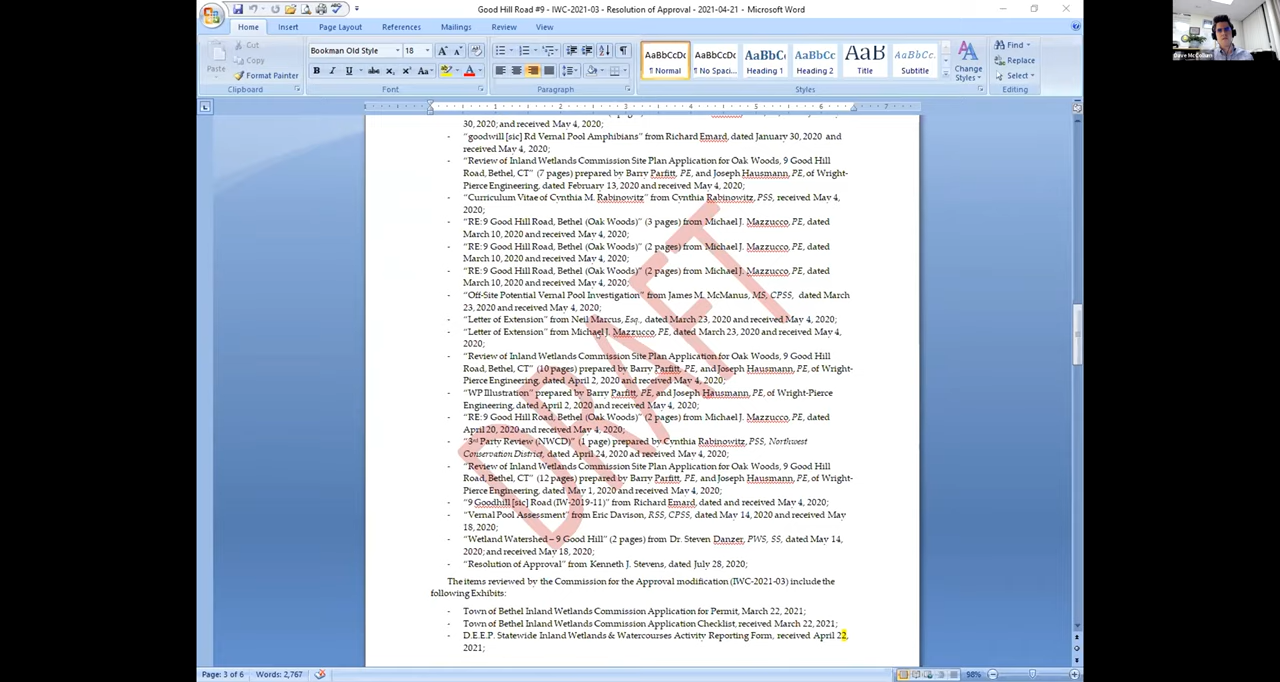 Good Hill Road #9 - IWC-2021-03 - Resolution of Approval - 2021-04-21 - Microsoft Word
Home Insert Page Layout References Mailings Review View
Cut
Copy
Format Painter
Paste
Bookman Old Style 18
AaBbCcDc AaBbCcDc AaBbC AaBbCc AaB AaBbCc.
¶ Normal ¶ No Spaci... Heading 1 Heading 2 Title Subtitle
Change Styles
Find
Replace
Select
Clipboard Font Paragraph Styles Editing
Dave McCollum
30, 2020; and received May 4, 2020;
- “goodwill [sic] Rd Vernal Pool Amphibians” from Richard Emard, dated January 30, 2020 and
received May 4, 2020;
- “Review of Inland Wetlands Commission Site Plan Application for Oak Woods, 9 Good Hill
Road, Bethel, CT” (7 pages) prepared by Barry Parfitt, PE, and Joseph Hausmann, PE, of Wright-
Pierce Engineering, dated February 13, 2020 and received May 4, 2020;
- “Curriculum Vitae of Cynthia M. Rabinowitz” from Cynthia Rabinowitz, PSS, received May 4,
2020;
- “RE: 9 Good Hill Road, Bethel (Oak Woods)” (3 pages) from Michael J. Mazzucco, PE, dated
March 10, 2020 and received May 4, 2020;
- “RE: 9 Good Hill Road, Bethel (Oak Woods)” (2 pages) from Michael J. Mazzucco, PE, dated
March 10, 2020 and received May 4, 2020;
- “RE: 9 Good Hill Road, Bethel (Oak Woods)” (2 pages) from Michael J. Mazzucco, PE, dated
March 10, 2020 and received May 4, 2020;
- “Off-Site Potential Vernal Pool Investigation” from James M. McManus, MS, CPSS, dated March
23, 2020 and received May 4, 2020;
- “Letter of Extension” from Neil Marcus, Esq., dated March 23, 2020 and received May 4, 2020;
- “Letter of Extension” from Michael J. Mazzucco, PE, dated March 23, 2020 and received May 4,
2020;
- “Review of Inland Wetlands Commission Site Plan Application for Oak Woods, 9 Good Hill
Road, Bethel, CT” (10 pages) prepared by Barry Parfitt, PE, and Joseph Hausmann, PE, of Wright-
Pierce Engineering, dated April 2, 2020 and received May 4, 2020;
- “WP Illustration” prepared by Barry Parfitt, PE, and Joseph Hausmann, PE, of Wright-Pierce
Engineering, dated April 2, 2020 and received May 4, 2020;
- “RE: 9 Good Hill Road, Bethel (Oak Woods)” (2 pages) from Michael J. Mazzucco, PE, dated
April 20, 2020 and received May 4, 2020;
- “3rd Party Review (NWCD)” (1 page) prepared by Cynthia Rabinowitz, PSS, Northwest
Conservation District, dated April 24, 2020 ad received May 4, 2020;
- “Review of Inland Wetlands Commission Site Plan Application for Oak Woods, 9 Good Hill
Road, Bethel, CT” (12 pages) prepared by Barry Parfitt, PE, and Joseph Hausmann, PE, of Wright-
Pierce Engineering, dated May 1, 2020 and received May 4, 2020;
- “9 Goodhill [sic] Road (IW-2019-11)” from Richard Emard, dated and received May 4, 2020;
- “Vernal Pool Assessment” from Eric Davison, RSS, CPSS, dated May 14, 2020 and received May
18, 2020;
- “Wetland Watershed – 9 Good Hill” (2 pages) from Dr. Steven Danzer, PWS, SS, dated May 14,
2020; and received May 18, 2020;
- “Resolution of Approval” from Kenneth J. Stevens, dated July 28, 2020;
The items reviewed by the Commission for the Approval modification (IWC-2021-03) include the
following Exhibits:
- Town of Bethel Inland Wetlands Commission Application for Permit, March 22, 2021;
- Town of Bethel Inland Wetlands Commission Application Checklist, received March 22, 2021;
- D.E.E.P. Statewide Inland Wetlands & Watercourses Activity Reporting Form, received April 22,
2021;
DRAFT
Page: 3 of 6 Words: 2,767 98%